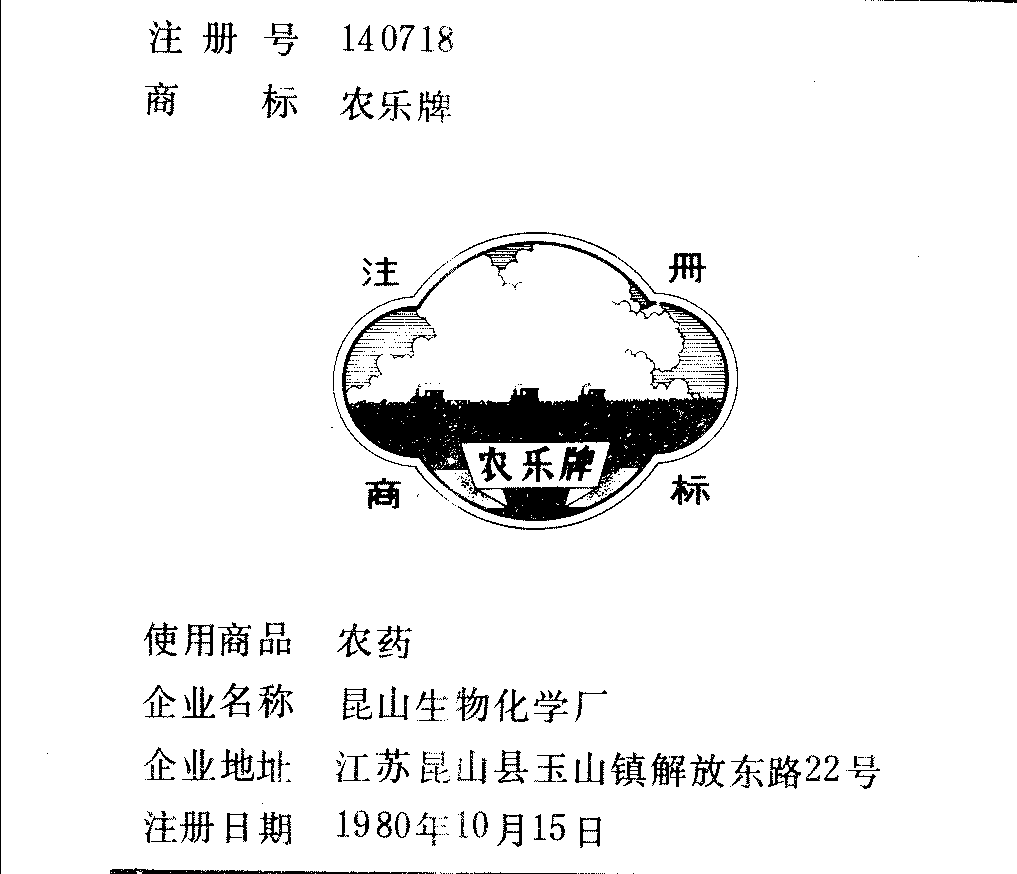 注册号 140718
商标 农乐牌
注 册
农乐牌
商 标
使用商品 农药
企业名称 昆山生物化学厂
企业地址 江苏昆山县玉山镇解放东路22号
注册日期 1980年10月15日